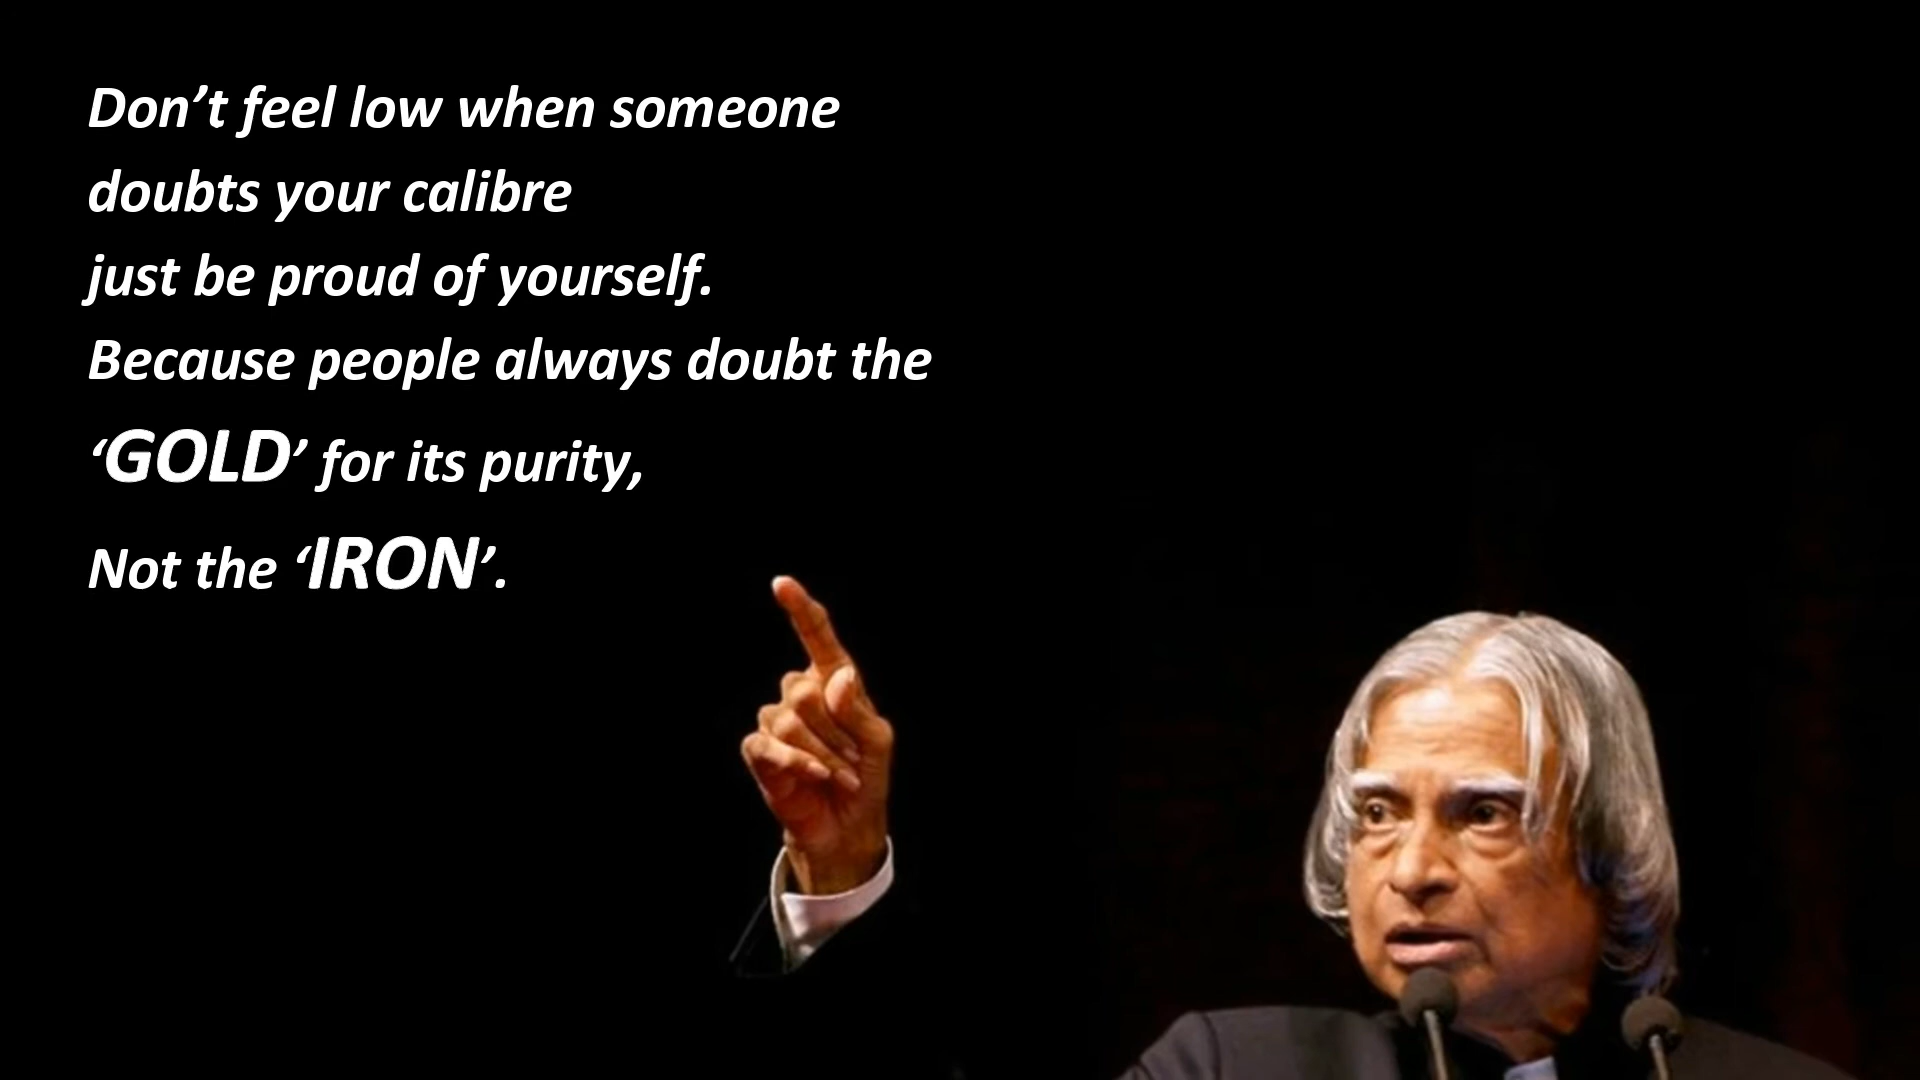 Don’t feel low when someone
doubts your calibre
just be proud of yourself.
Because people always doubt the
‘GOLD’ for its purity,
Not the ‘IRON’.